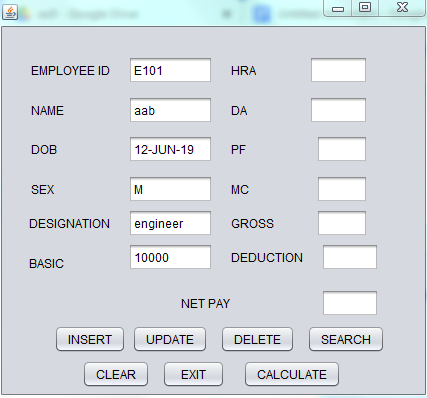 EMPLOYEE ID E101 HRA
NAME aab DA
DOB 12-JUN-19 PF
SEX M MC
DESIGNATION engineer GROSS
BASIC 10000 DEDUCTION
NET PAY
INSERT UPDATE DELETE SEARCH
CLEAR EXIT CALCULATE